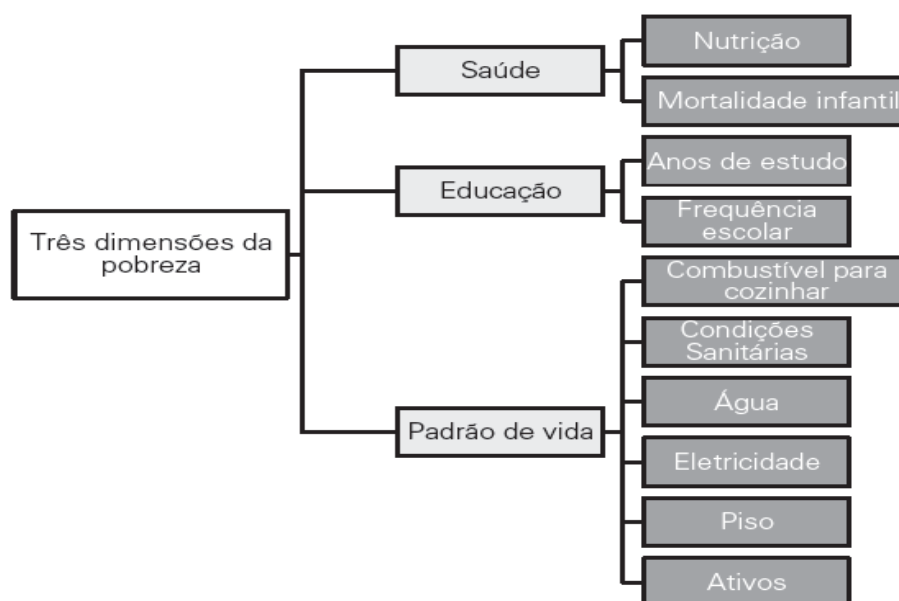 Três dimensões da
pobreza
Saúde
Nutrição
Mortalidade infantil
Educação
Anos de estudo
Frequência
escolar
Padrão de vida
Combustível para
cozinhar
Condições
Sanitárias
Água
Eletricidade
Piso
Ativos